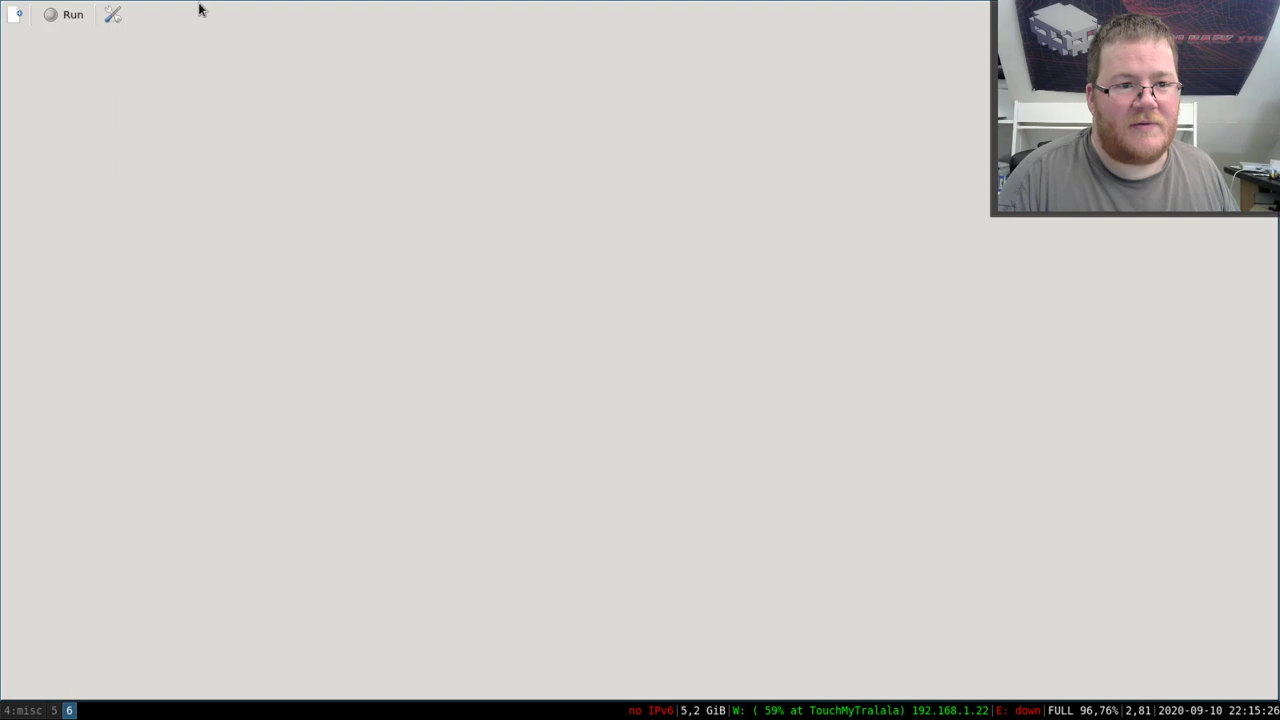 Run
4:misc 5 6
no IPv6|5,2 GiB|W: ( 59% at TouchMyTralala) 192.168.1.22|E: down|FULL 96,76%|2,81|2020-09-10 22:15:26